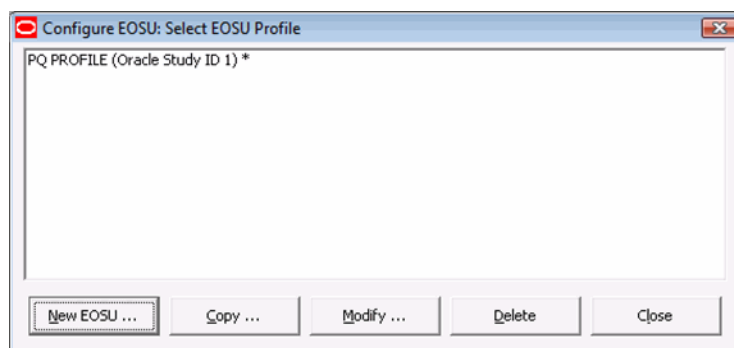 Configure EOSU: Select EOSU Profile
PQ PROFILE (Oracle Study ID 1) *
New EOSU ...
Copy ...
Modify ...
Delete
Close